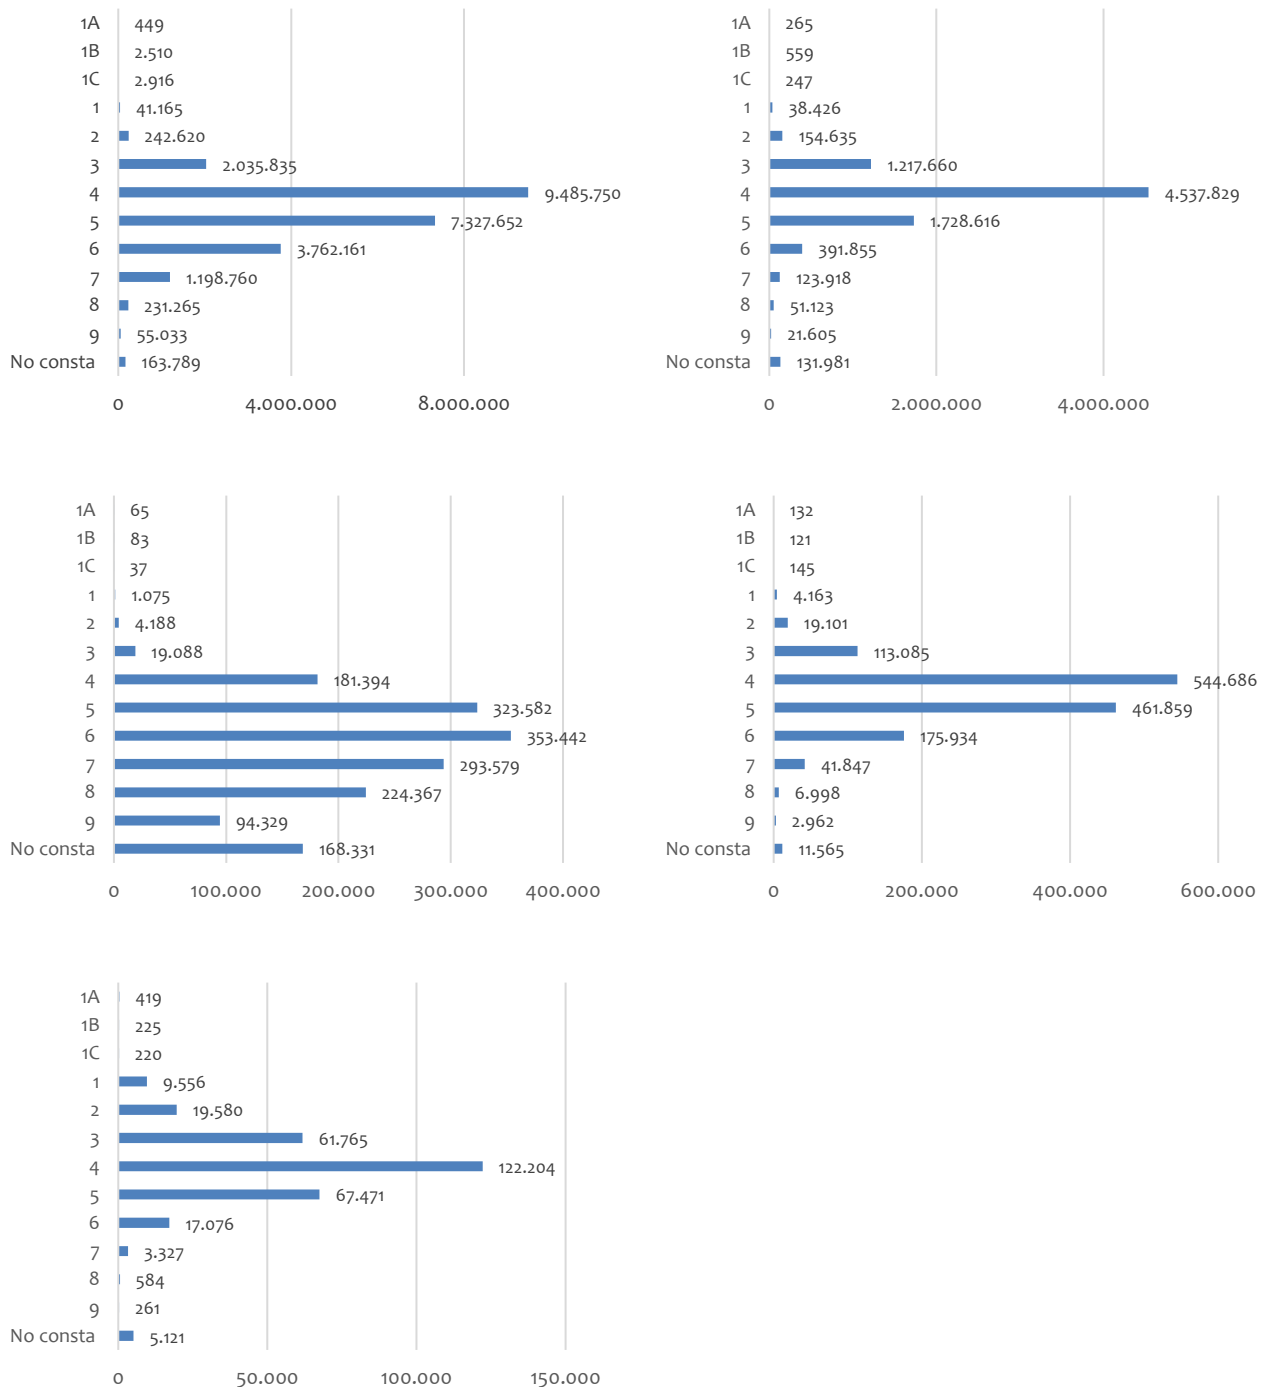 1A 449
1B 2.510
1C 2.916
1 41.165
2 242.620
3 2.035.835
4 9.485.750
5 7.327.652
6 3.762.161
7 1.198.760
8 231.265
9 55.033
No consta 163.789
0 4.000.000 8.000.000
1A 265
1B 559
1C 247
1 38.426
2 154.635
3 1.217.660
4 4.537.829
5 1.728.616
6 391.855
7 123.918
8 51.123
9 21.605
No consta 131.981
0 2.000.000 4.000.000
1A 65
1B 83
1C 37
1 1.075
2 4.188
3 19.088
4 181.394
5 323.582
6 353.442
7 293.579
8 224.367
9 94.329
No consta 168.331
0 100.000 200.000 300.000 400.000
1A 132
1B 121
1C 145
1 4.163
2 19.101
3 113.085
4 544.686
5 461.859
6 175.934
7 41.847
8 6.998
9 2.962
No consta 11.565
0 200.000 400.000 600.000
1A 419
1B 225
1C 220
1 9.556
2 19.580
3 61.765
4 122.204
5 67.471
6 17.076
7 3.327
8 584
9 261
No consta 5.121
0 50.000 100.000 150.000